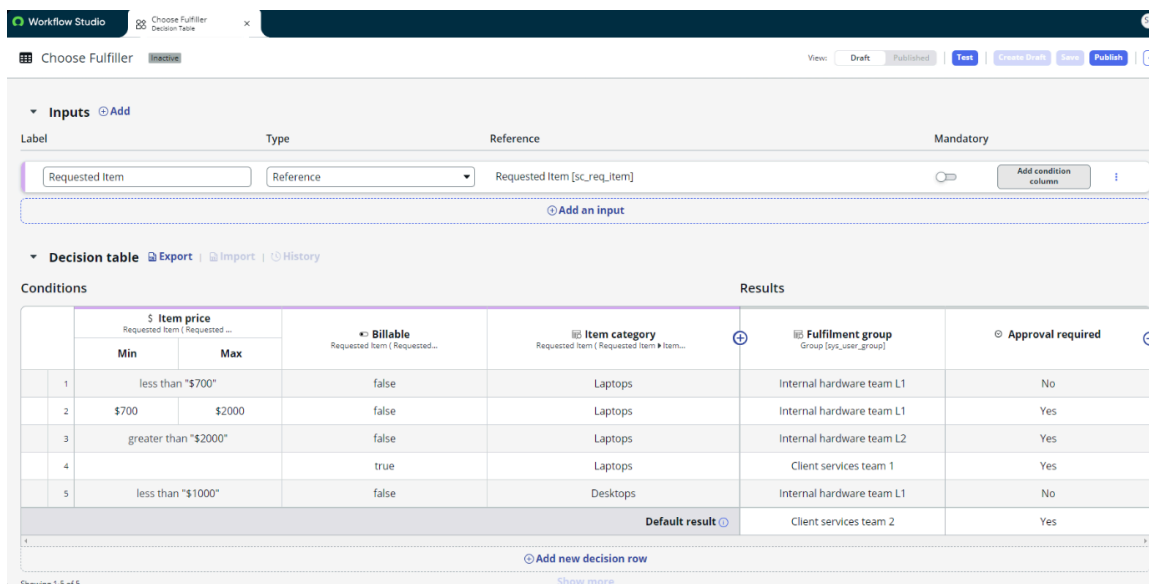 Workflow Studio
Choose Fulfiller
Decision Table
Choose Fulfiller Inactive
View: Draft Published Test Create Draft Save Publish
Inputs Add
Label Type Reference Mandatory
Requested Item Reference Requested Item [sc_req_item] Add condition column
Add an input
Decision table Export | Import | History
Conditions Results
$ Item price
Requested Item ( Requested ...
Min Max
Billable
Requested Item ( Requested...
Item category
Requested Item ( Requested Item Item...
Fulfilment group
Group [sys_user_group]
Approval required
1 less than "$700" false Laptops Internal hardware team L1 No
2 $700 $2000 false Laptops Internal hardware team L1 Yes
3 greater than "$2000" false Laptops Internal hardware team L2 Yes
4 true Laptops Client services team 1 Yes
5 less than "$1000" false Desktops Internal hardware team L1 No
Default result Client services team 2 Yes
Add new decision row
Showing 1-5 of 5 Show more